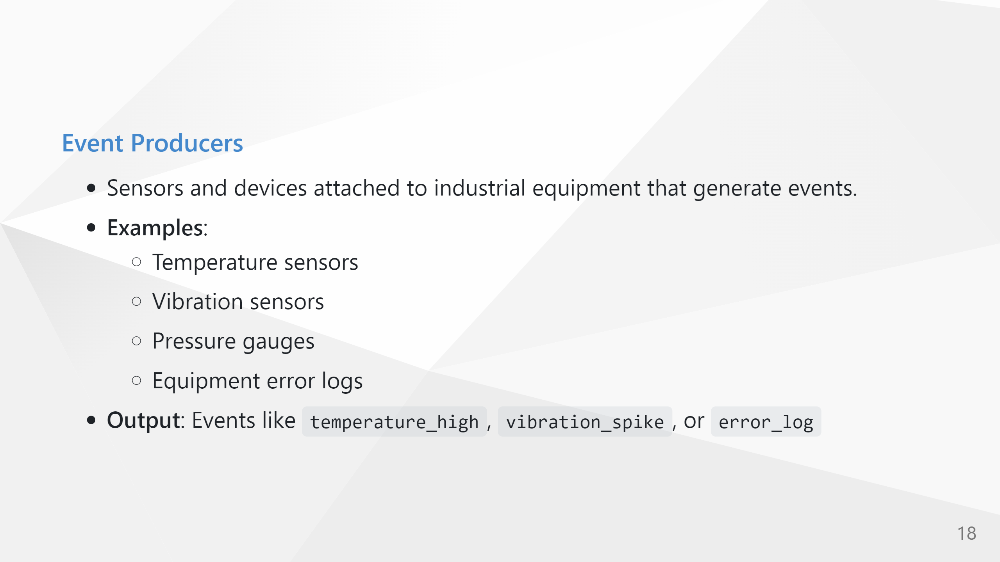 Event Producers
• Sensors and devices attached to industrial equipment that generate events.
• Examples:
○ Temperature sensors
○ Vibration sensors
○ Pressure gauges
○ Equipment error logs
• Output: Events like temperature_high, vibration_spike, or error_log
18